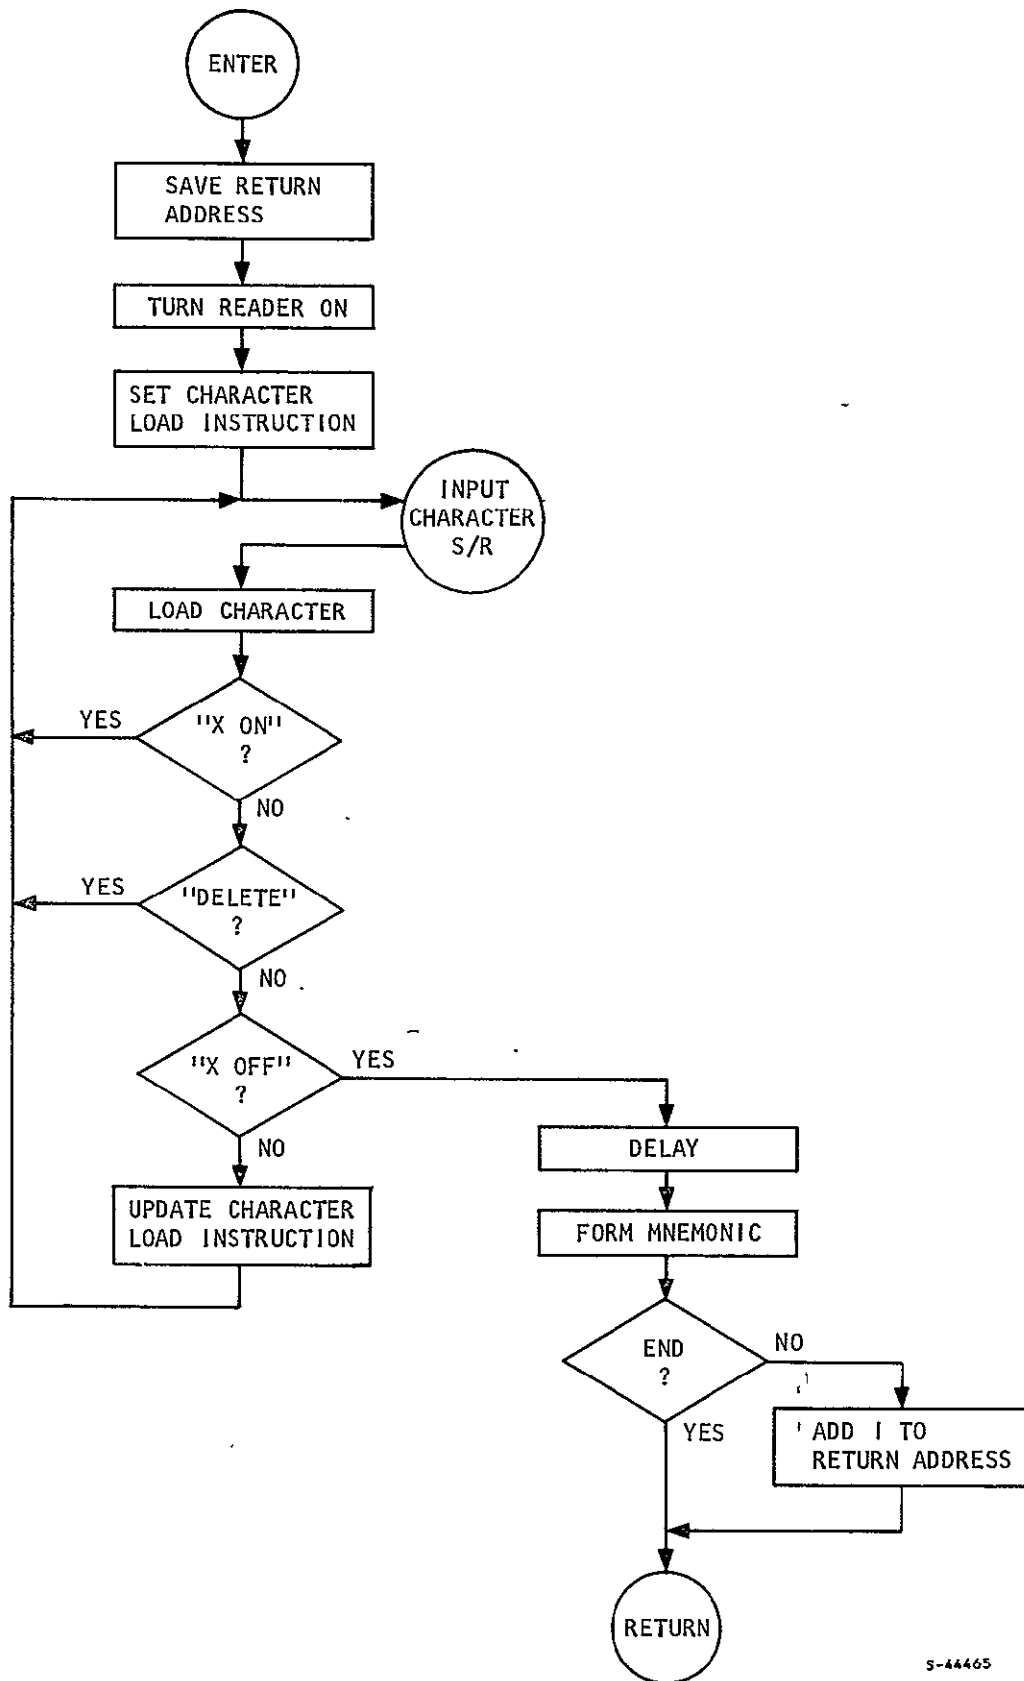 ENTER
SAVE RETURN
ADDRESS
TURN READER ON
SET CHARACTER
LOAD INSTRUCTION
INPUT
CHARACTER
S/R
LOAD CHARACTER
YES
"X ON"
?
NO
YES
"DELETE"
?
NO
"X OFF"
?
YES
NO
UPDATE CHARACTER
LOAD INSTRUCTION
DELAY
FORM MNEMONIC
END
?
NO
YES
ADD 1 TO
RETURN ADDRESS
RETURN
S-44465